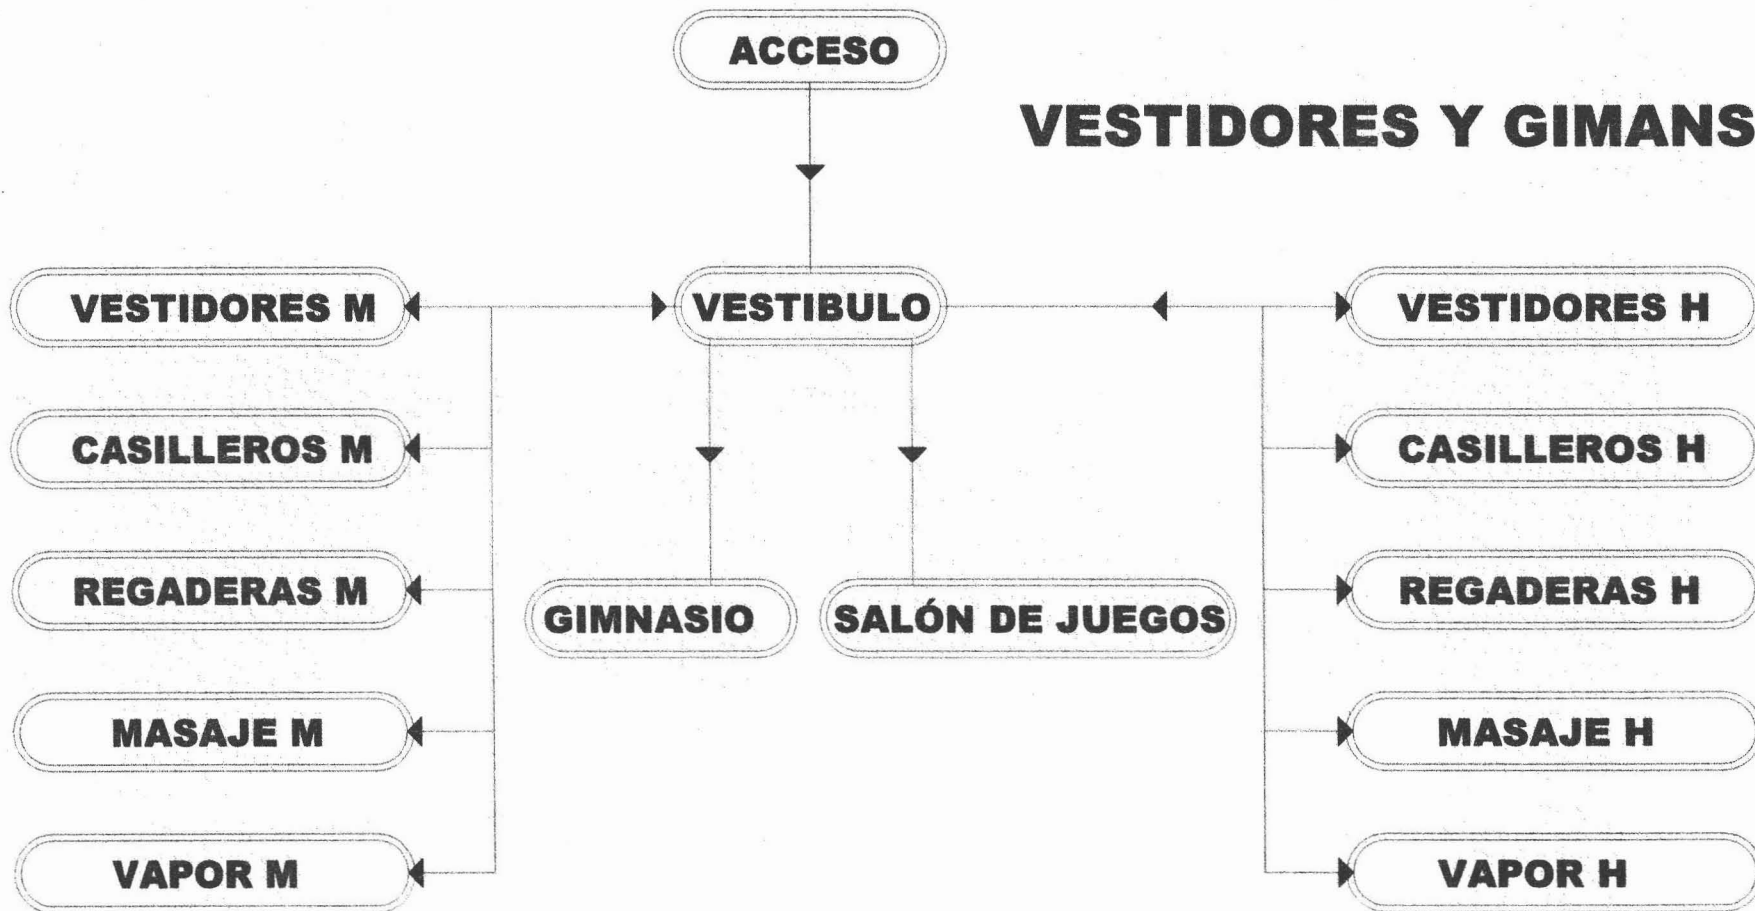 ACCESO
VESTIDORES Y GIMANS
VESTIDORES M
VESTIBULO
VESTIDORES H
CASILLEROS M
CASILLEROS H
REGADERAS M
GIMNASIO
SALÓN DE JUEGOS
REGADERAS H
MASAJE M
MASAJE H
VAPOR M
VAPOR H